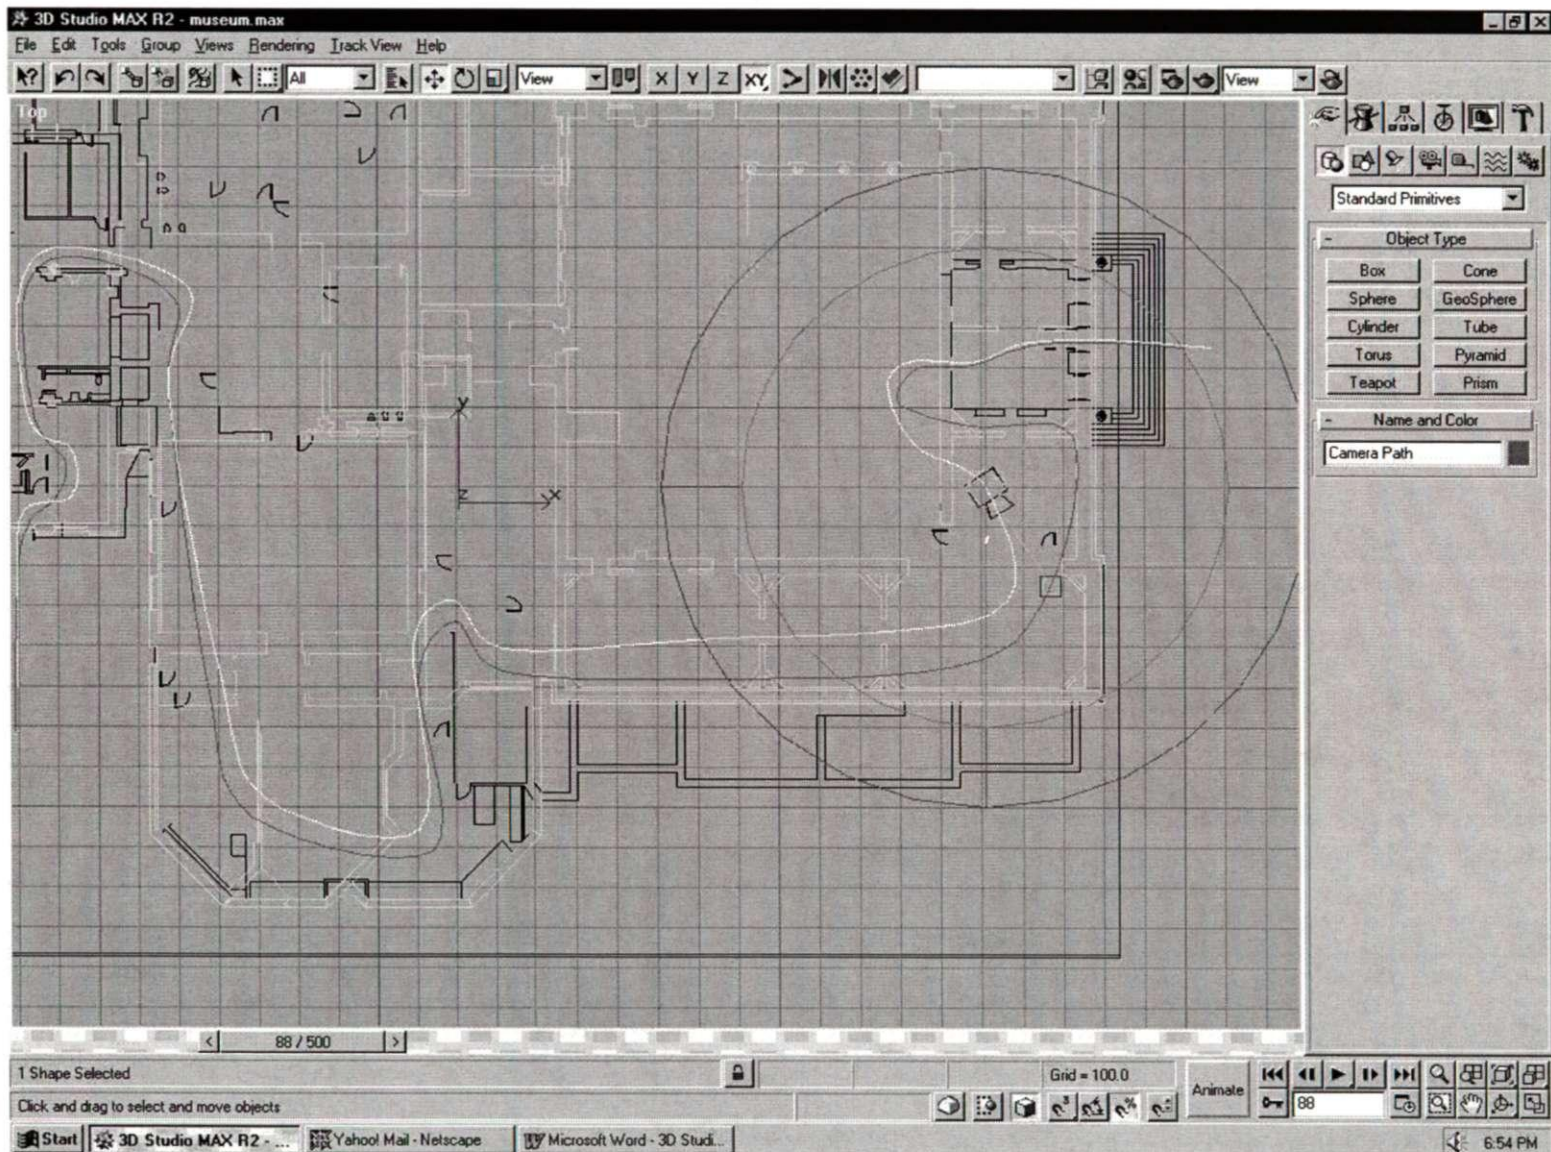 3D Studio MAX R2 - museum.max
File Edit Tools Group Views Rendering Track View Help
All View X Y Z XY View
Top
Standard Primitives
- Object Type
Box Cone
Sphere GeoSphere
Cylinder Tube
Torus Pyramid
Teapot Prism
- Name and Color
Camera Path
y
z x
< 88 / 500 >
1 Shape Selected
Grid = 100.0
Animate
Click and drag to select and move objects
88
Start
3D Studio MAX R2 - ...
Yahoo! Mail - Netscape
Microsoft Word - 3D Studi...
6:54 PM